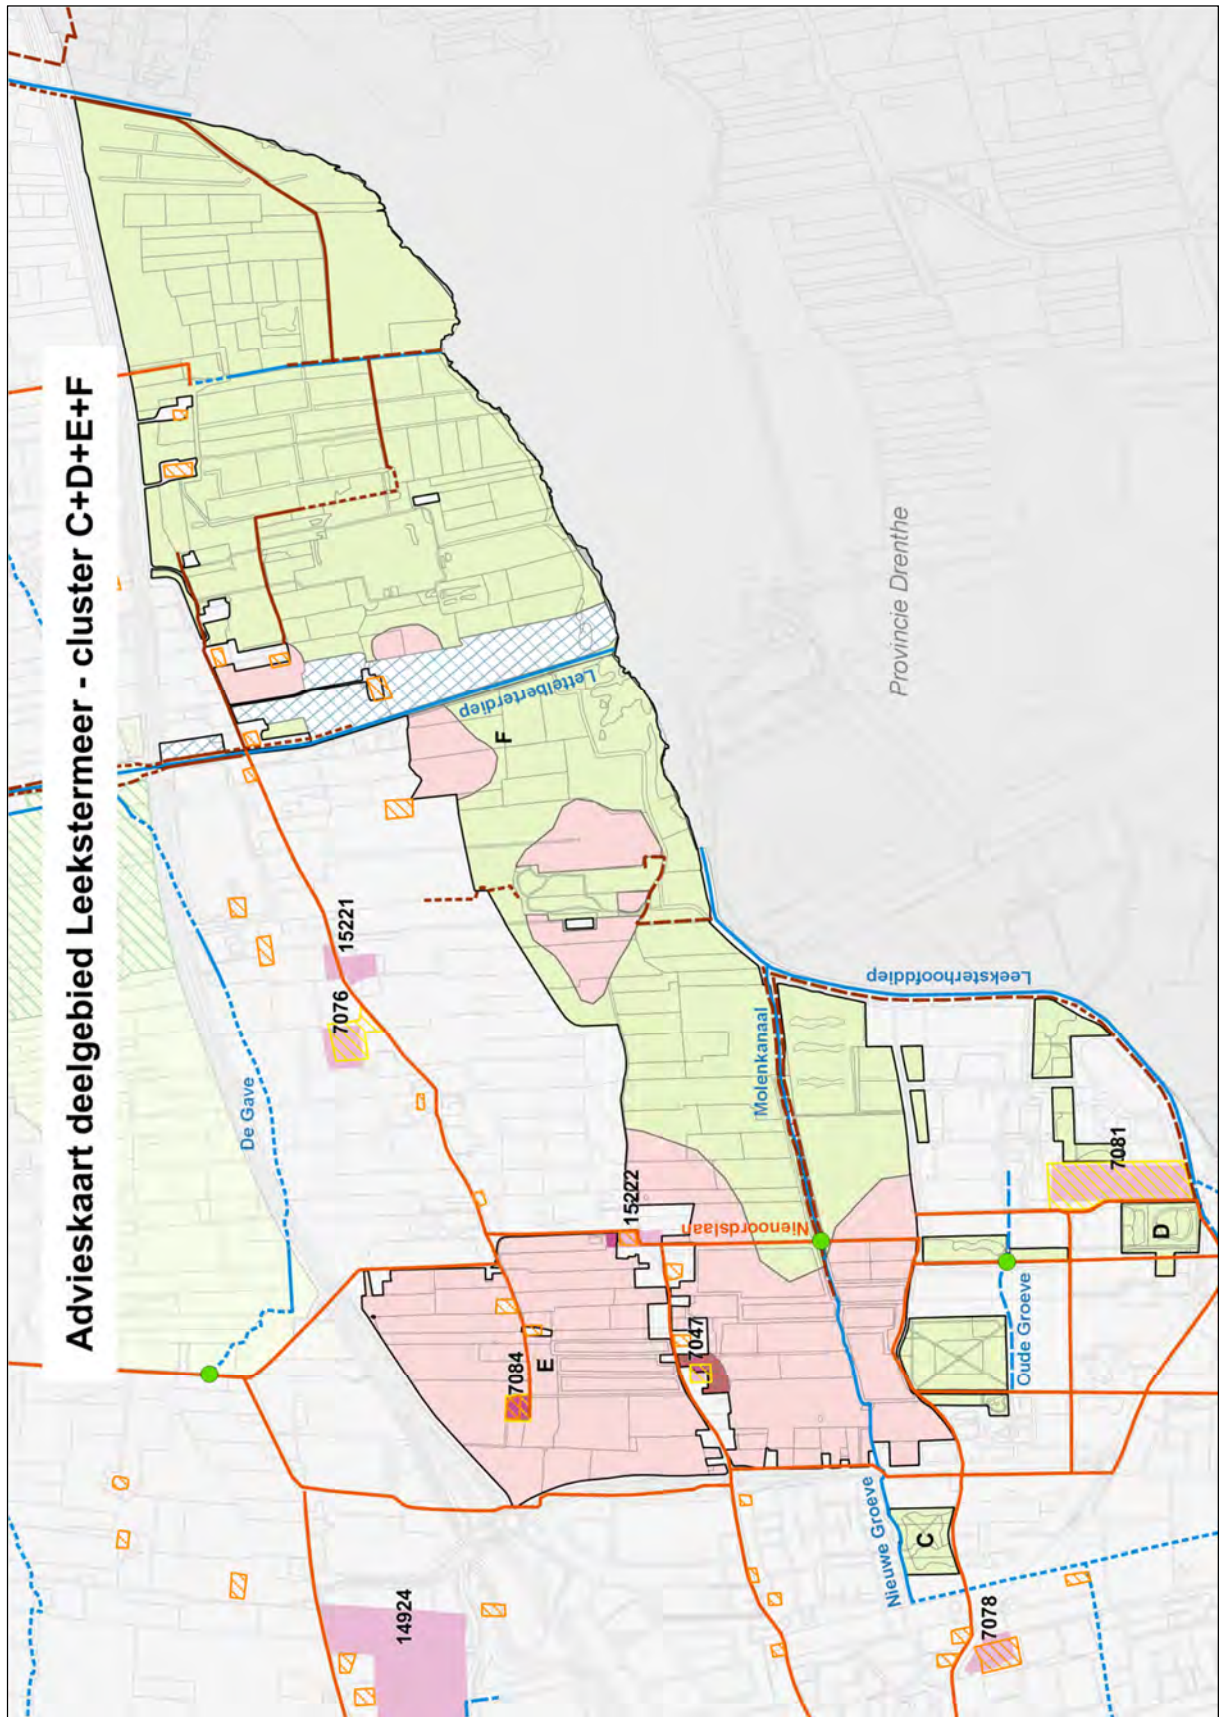 Advieskaart deelgebied Leekstermeer - cluster C+D+E+F
De Gave
Lettelberterdiep
F
15221
7076
Provincie Drenthe
Leeksterhoofddiep
Molenkanaal
15222
Nienoordslaan
7081
D
Oude Groeve
7084
E
7047
14924
Nieuwe Groeve
C
7078